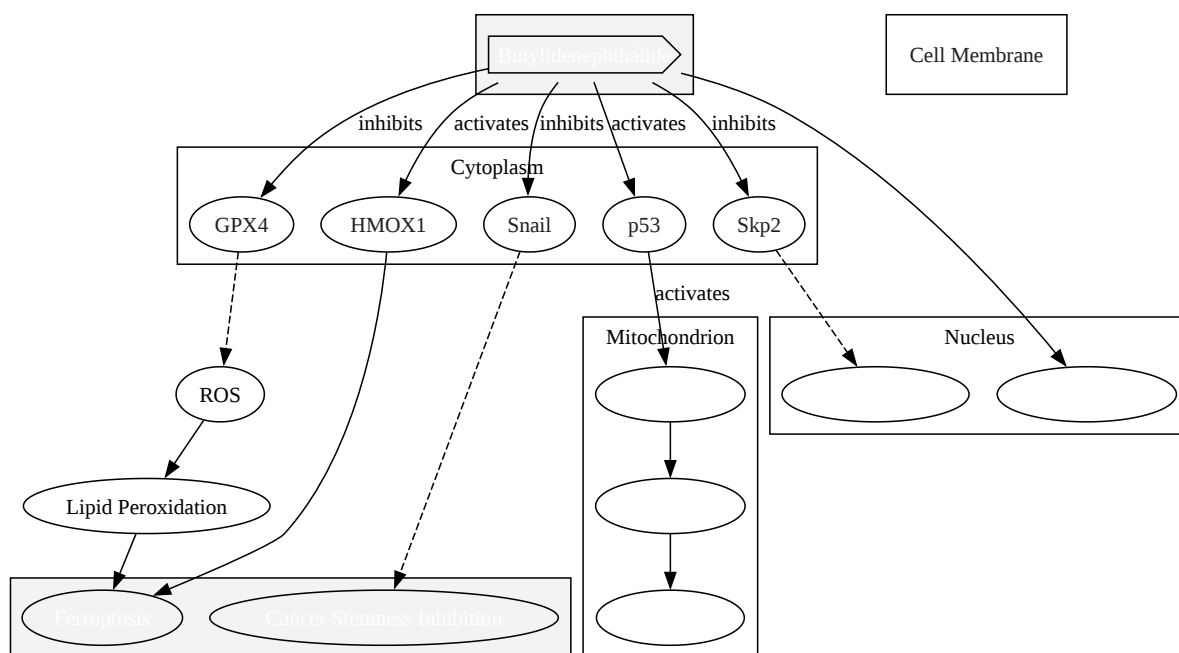 Butylidenephthalide
Cell Membrane
inhibits
activates
inhibits
activates
inhibits
Cytoplasm
GPX4
HMOX1
Snail
p53
Skp2
activates
Mitochondrion
Nucleus
ROS
Lipid Peroxidation
Ferroptosis
Cancer Stemness Inhibition